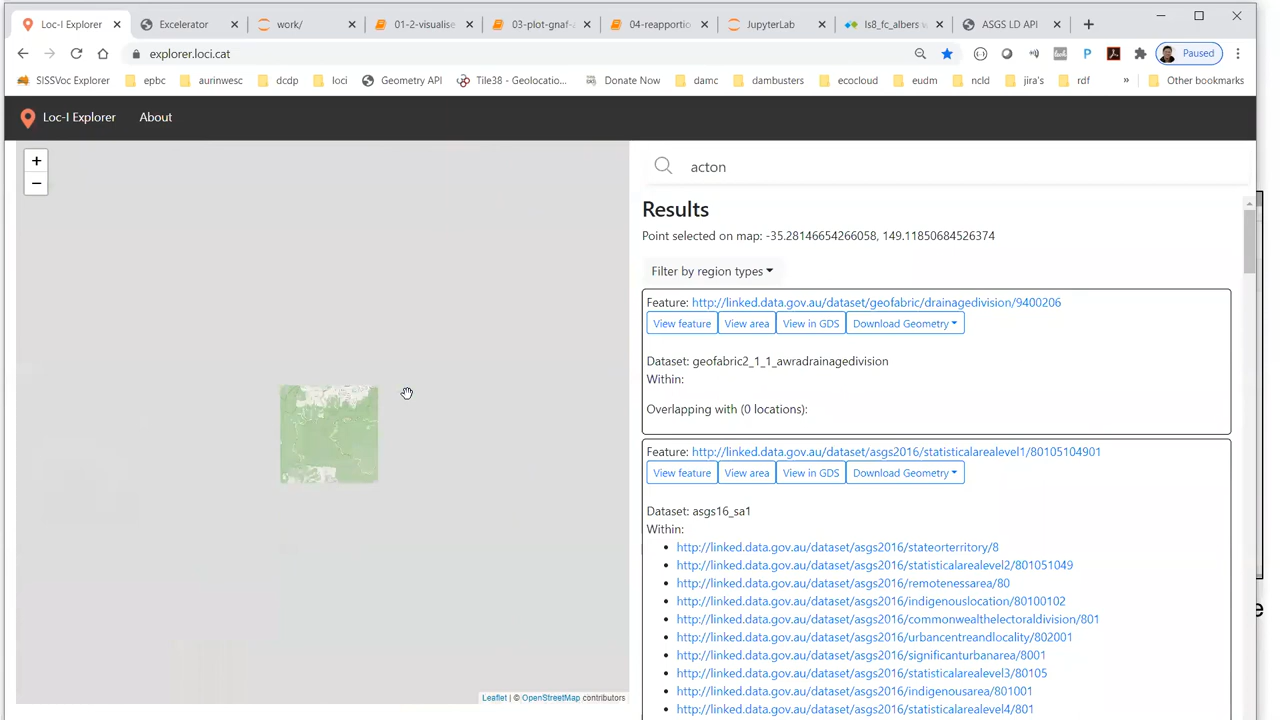 Loc-I Explorer
Excelerator
work/
01-2-visualise
03-plot-gnaf-
04-reapportio
JupyterLab
ls8_fc_albers
ASGS LD API
explorer.loci.cat
Paused
SISSVoc Explorer
epbc
aurinwesc
dcdp
loci
Geometry API
Tile38 - Geolocatio...
Donate Now
damc
dambusters
ecocloud
eudm
ncld
jira's
rdf
»
Other bookmarks
Loc-I Explorer
About
+
−
acton
Results
Point selected on map: -35.28146654266058, 149.11850684526374
Filter by region types
Feature: http://linked.data.gov.au/dataset/geofabric/drainagedivision/9400206
View feature
View area
View in GDS
Download Geometry
Dataset: geofabric2_1_1_awradrainagedivision
Within:
Overlapping with (0 locations):
Feature: http://linked.data.gov.au/dataset/asgs2016/statisticalarealevel1/80105104901
View feature
View area
View in GDS
Download Geometry
Dataset: asgs16_sa1
Within:
• http://linked.data.gov.au/dataset/asgs2016/stateorterritory/8
• http://linked.data.gov.au/dataset/asgs2016/statisticalarealevel2/801051049
• http://linked.data.gov.au/dataset/asgs2016/remotenessarea/80
• http://linked.data.gov.au/dataset/asgs2016/indigenouslocation/80100102
• http://linked.data.gov.au/dataset/asgs2016/commonwealthelectoraldivision/801
• http://linked.data.gov.au/dataset/asgs2016/urbancentreandlocality/802001
• http://linked.data.gov.au/dataset/asgs2016/significanturbanarea/8001
• http://linked.data.gov.au/dataset/asgs2016/statisticalarealevel3/80105
• http://linked.data.gov.au/dataset/asgs2016/indigenousarea/801001
• http://linked.data.gov.au/dataset/asgs2016/statisticalarealevel4/801
Leaflet | © OpenStreetMap contributors